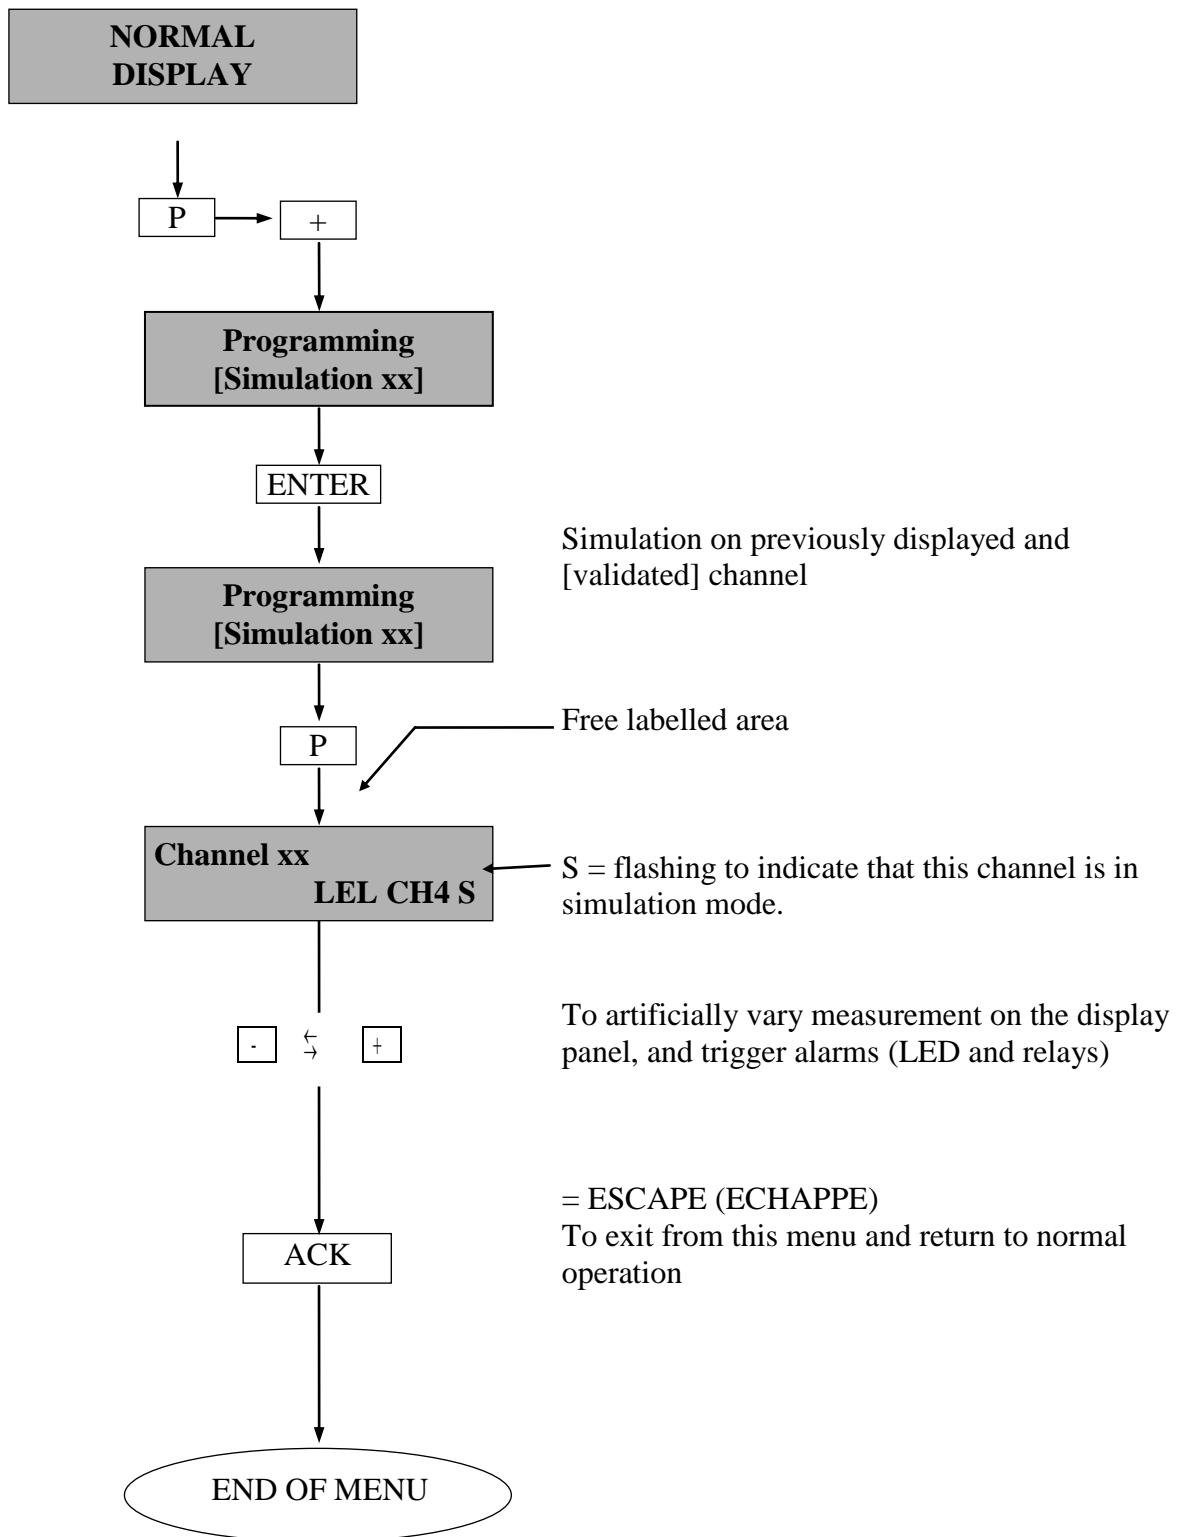 NORMAL
DISPLAY
P
+
Programming
[Simulation xx]
ENTER
Simulation on previously displayed and
[validated] channel
Programming
[Simulation xx]
Free labelled area
P
Channel xx
LEL CH4 S
S = flashing to indicate that this channel is in
simulation mode.
- ← → +
To artificially vary measurement on the display
panel, and trigger alarms (LED and relays)
= ESCAPE (ECHAPPE)
To exit from this menu and return to normal
operation
ACK
END OF MENU